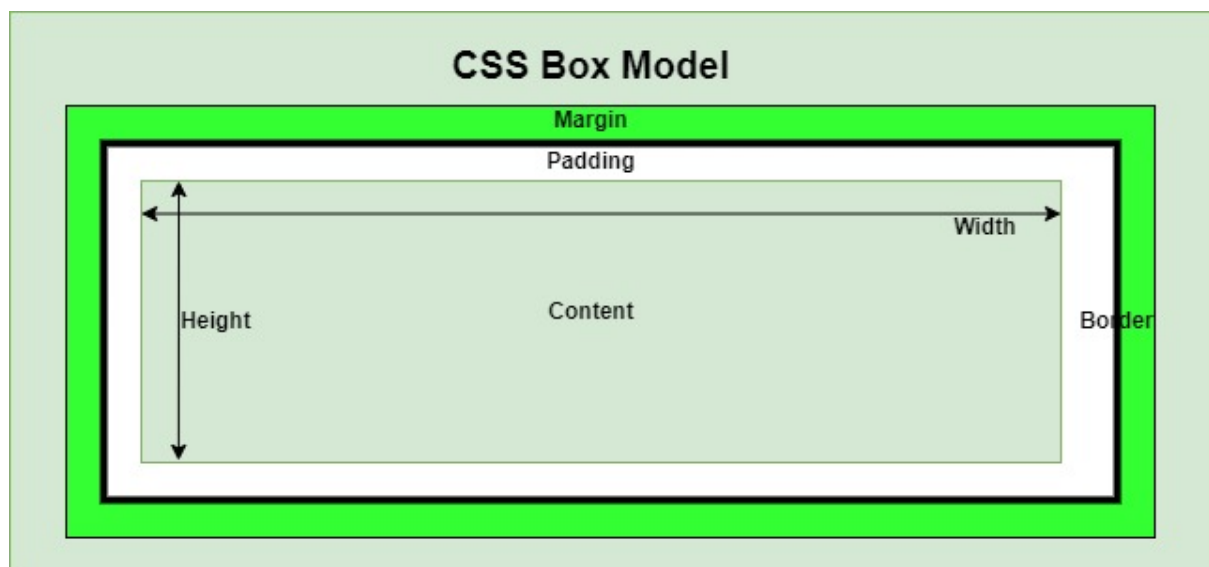 CSS Box Model
Margin
Padding
Width
Content
Height
Border